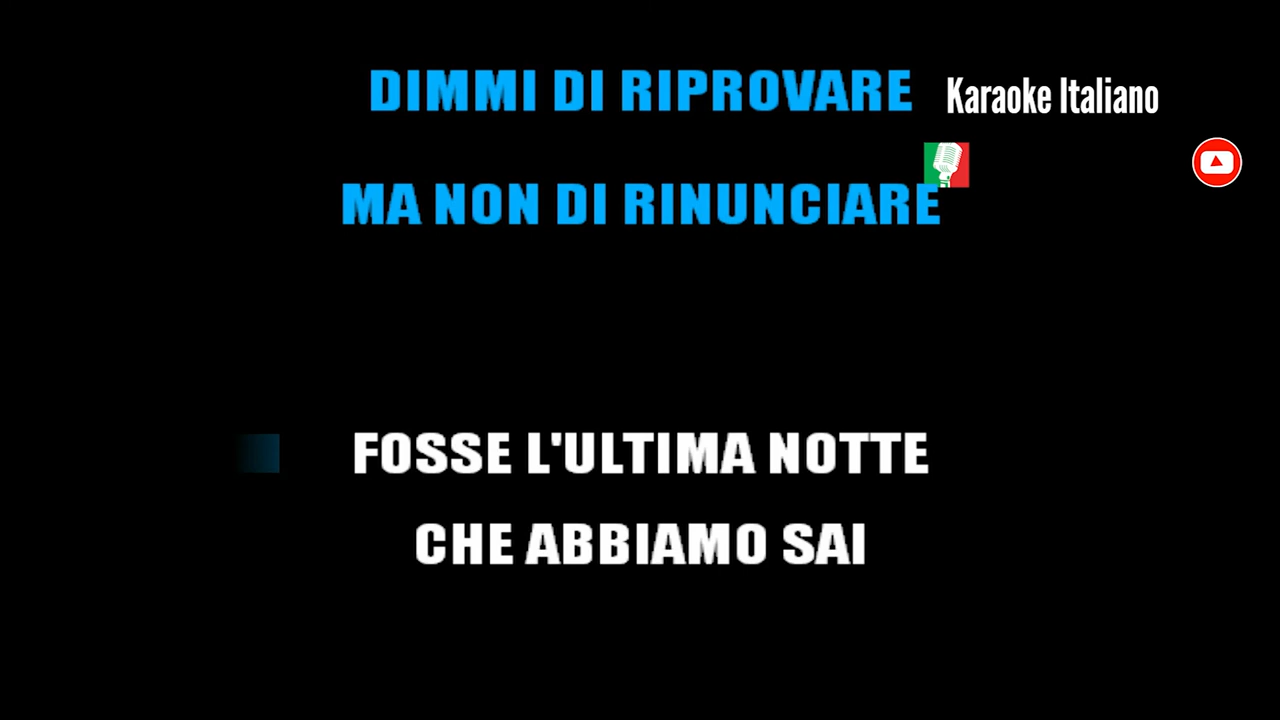 DIMMI DI RIPROVARE
Karaoke Italiano
MA NON DI RINUNCIARE
FOSSE L'ULTIMA NOTTE
CHE ABBIAMO SAI